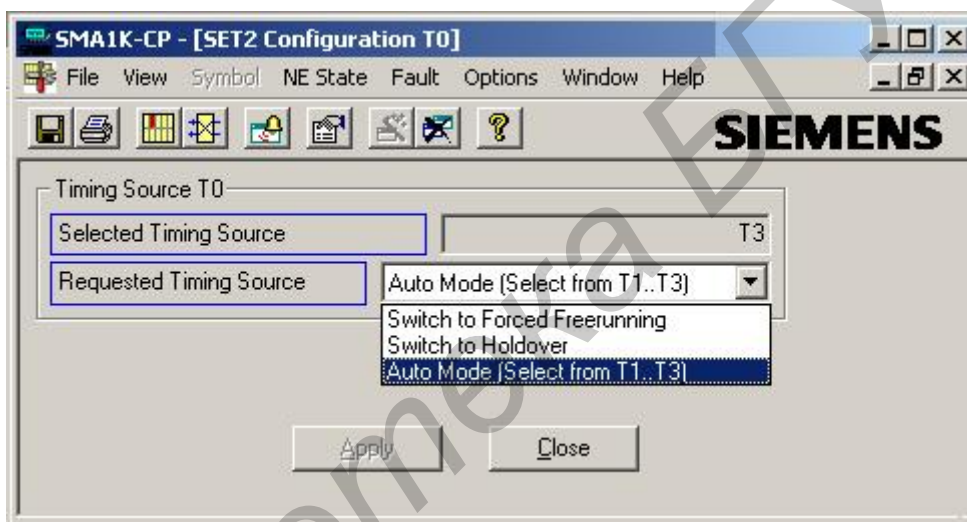 SMA1K-CP - [SET2 Configuration T0]
File View Symbol NE State Fault Options Window Help
SIEMENS
Timing Source T0
Selected Timing Source T3
Requested Timing Source Auto Mode (Select from T1..T3)
Switch to Forced Freerunning
Switch to Holdover
Auto Mode (Select from T1..T3)
Apply Close